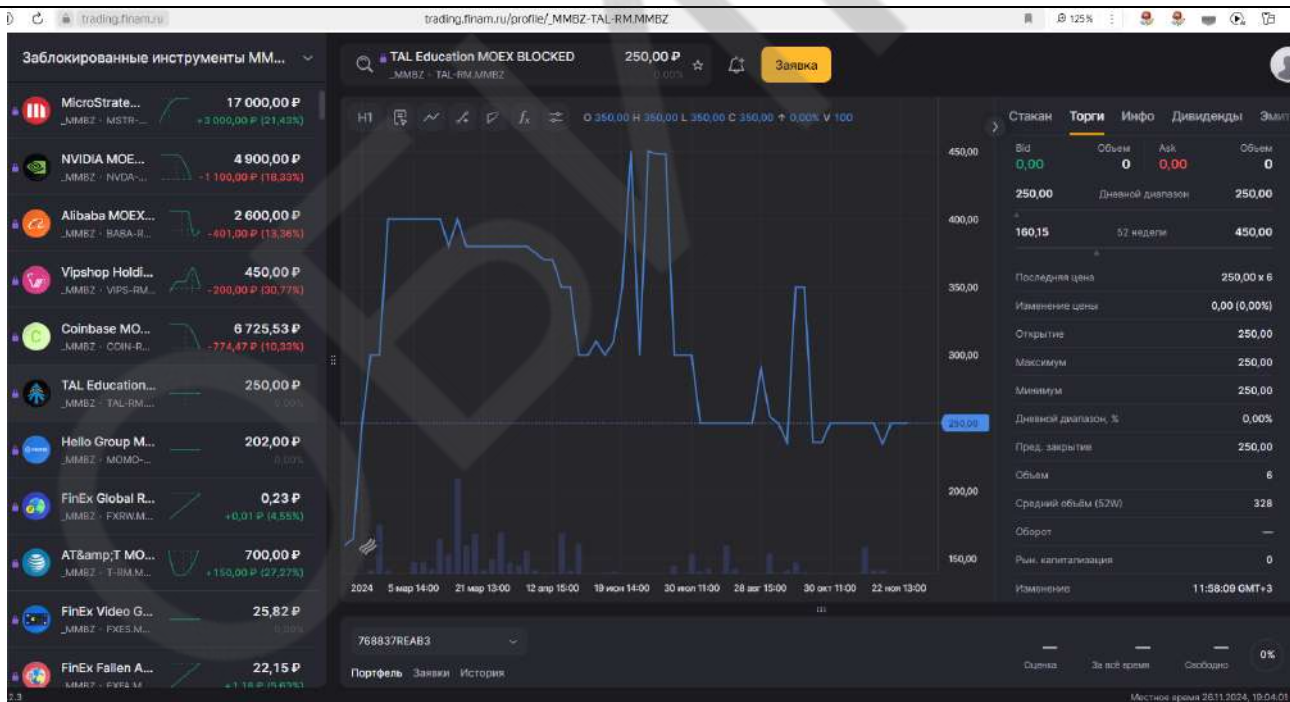 trading.finam.ru
trading.finam.ru/profile/_MMBZ-TAL-RM.MMBZ
125 %
Заблокированные инструменты ММ...
MicroStrate... 17 000,00 ₽
_MMBZ · MSTR-... +3 000,00 ₽ (21,43%)
NVIDIA MOE... 4 900,00 ₽
_MMBZ · NVDA-... -1 100,00 ₽ (18,33%)
Alibaba MOEX... 2 600,00 ₽
_MMBZ · BABA-R... -401,00 ₽ (13,36%)
Vipshop Holdi... 450,00 ₽
_MMBZ · VIPS-RM... -200,00 ₽ (30,77%)
Coinbase MO... 6 725,53 ₽
_MMBZ · COIN-R... -774,47 ₽ (10,33%)
TAL Education... 250,00 ₽
_MMBZ · TAL-RM.... 0,00%
Hello Group M... 202,00 ₽
_MMBZ · MOMO-... 0,00%
FinEx Global R... 0,23 ₽
_MMBZ · FXRW.M... +0,01 ₽ (4,55%)
AT&amp;T MO... 700,00 ₽
_MMBZ · T-RM.M... +150,00 ₽ (27,27%)
FinEx Video G... 25,82 ₽
_MMBZ · FXES.M... 0,00%
FinEx Fallen A... 22,15 ₽
_MMBZ · FXFA.M +1,18 ₽ (5,63%)
2.3
TAL Education MOEX BLOCKED 250,00 ₽
_MMBZ · TAL-RM.MMBZ 0,00%
Заявка
H1 fx O 350,00 H 350,00 L 350,00 C 350,00 0,00% V 100
450,00
400,00
350,00
300,00
250,00
200,00
150,00
2024 5 мар 14:00 21 мар 13:00 12 апр 15:00 19 июн 14:00 30 июл 11:00 28 авг 15:00 30 окт 11:00 22 ноя 13:00
Стакан Торги Инфо Дивиденды Эмит
Bid Объем Ask Объем
0,00 0 0,00 0
250,00 Дневной диапазон 250,00
160,15 52 недели 450,00
Последняя цена 250,00 x 6
Изменение цены 0,00 (0,00%)
Открытие 250,00
Максимум 250,00
Минимум 250,00
Дневной диапазон, % 0,00%
Пред. закрытие 250,00
Объем 6
Средний объём (52W) 328
Оборот —
Рын. капитализация 0
Изменение 11:58:09 GMT+3
768837REAB3
Портфель Заявки История
— — — 0%
Оценка За всё время Свободно
Местное время 26.11.2024, 19:04:01